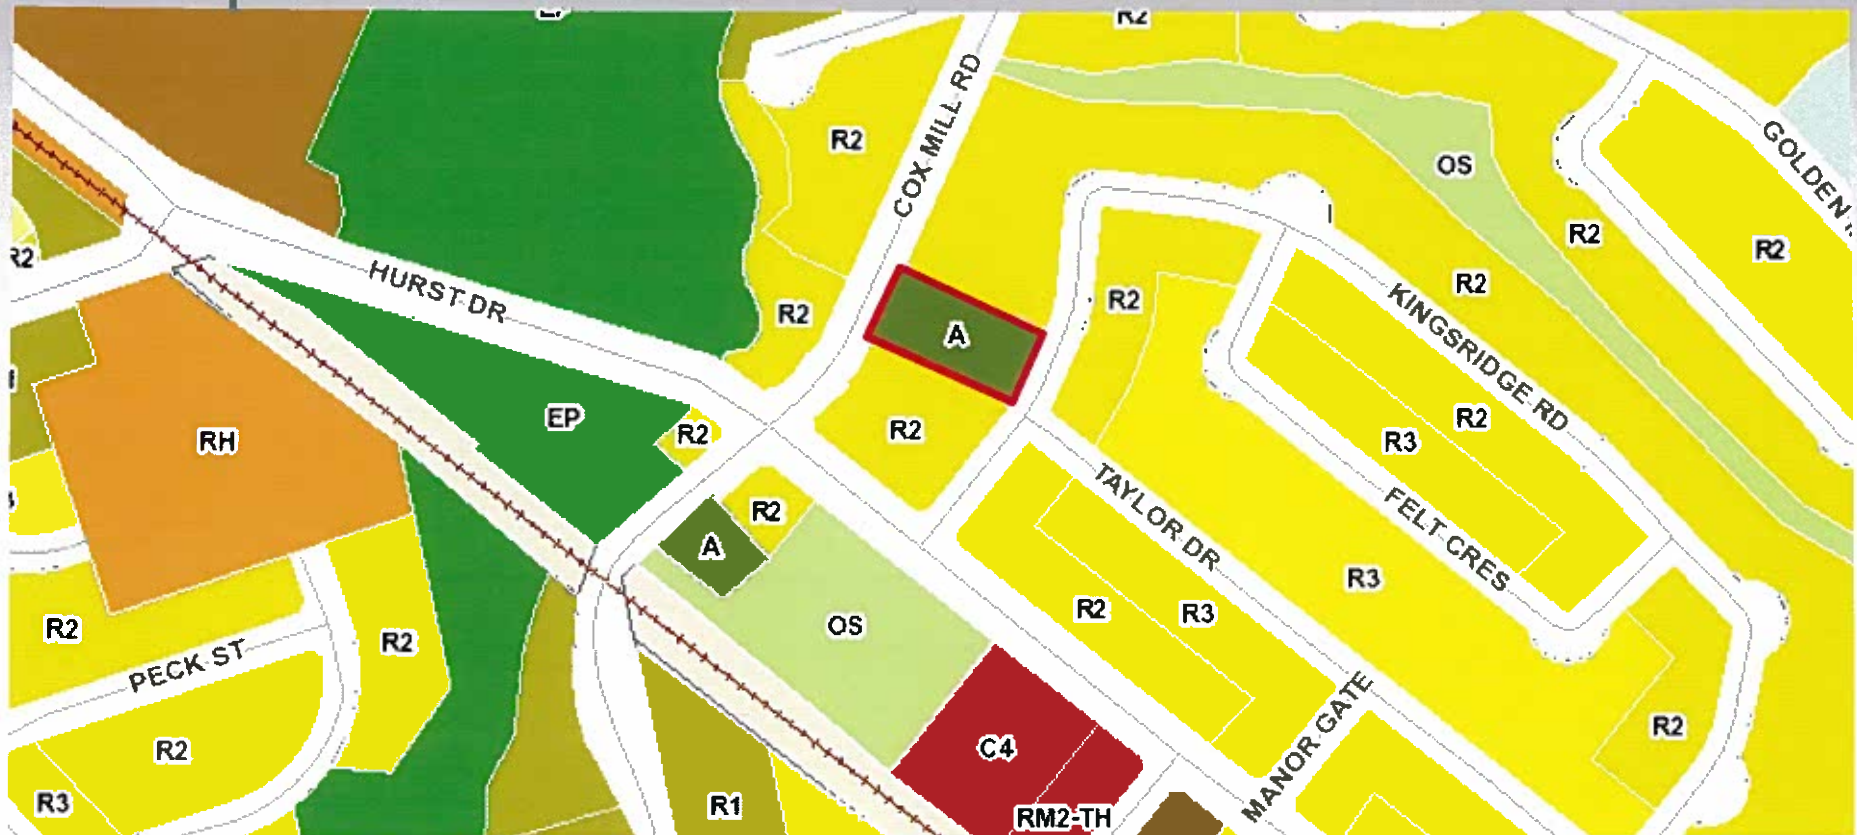 R2
R2
COX MILL RD
OS
GOLDEN
R2
R2
R2
R2
HURST DR
R2
R2
A
KINGSRIDGE RD
EP
R2
R2
R2
R3
RH
TAYLOR DR
FELT CRES
R2
A
R3
R2
R3
OS
R2
R2
PECK ST
MANOR GATE
R2
R2
C4
R3
R1
RM2-TH